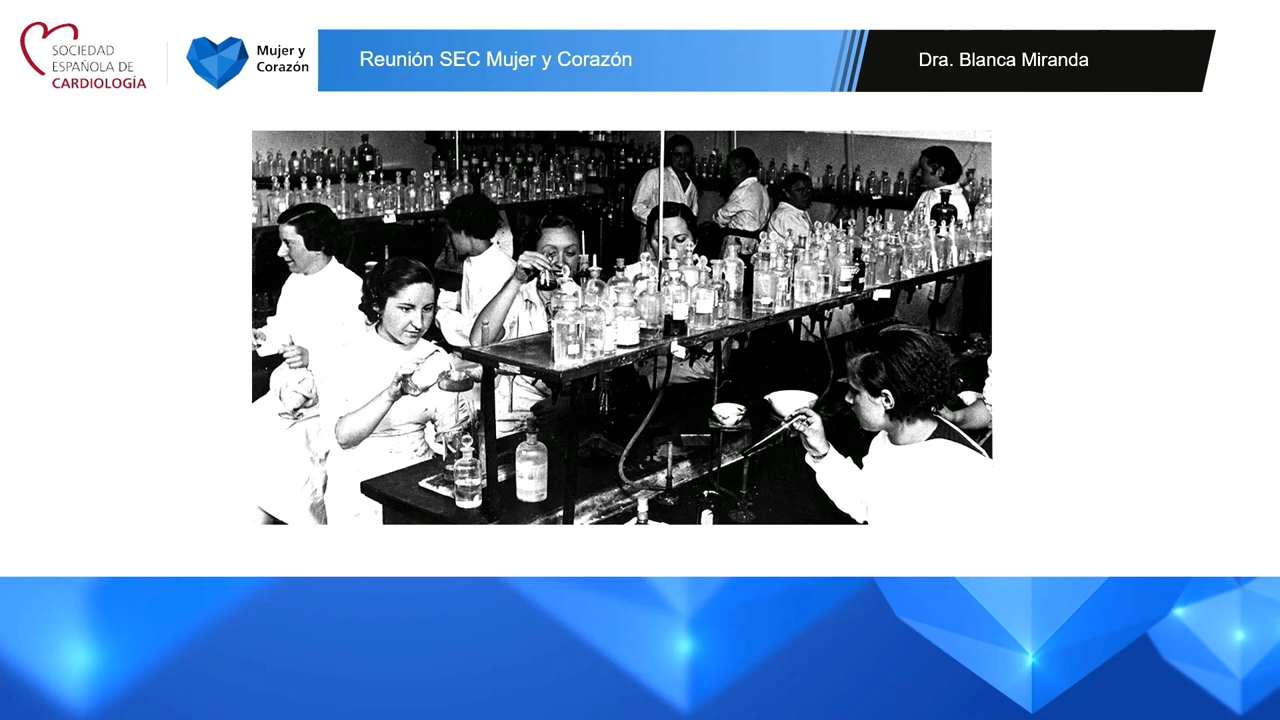 SOCIEDAD
ESPAÑOLA DE
CARDIOLOGÍA
Mujer y
Corazón
Reunión SEC Mujer y Corazón
Dra. Blanca Miranda